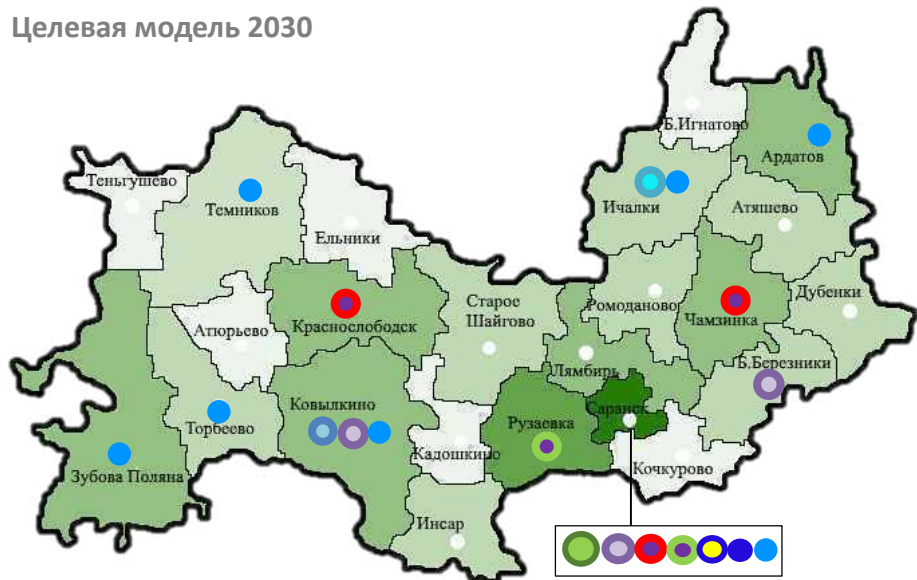 Целевая модель 2030
Б.Игнатово
Ардатов
Теньгушево
Темников
Ичалки
Атяшево
Ельники
Дубенки
Старое
Шайгово
Ромоданово
Краснослободск
Чамзинка
Атюрьево
Лямбирь
Б.Березники
Саранск
Ковылкино
Торбеево
Рузаевка
Кадошкино
Кочкурово
Зубова Поляна
Инсар